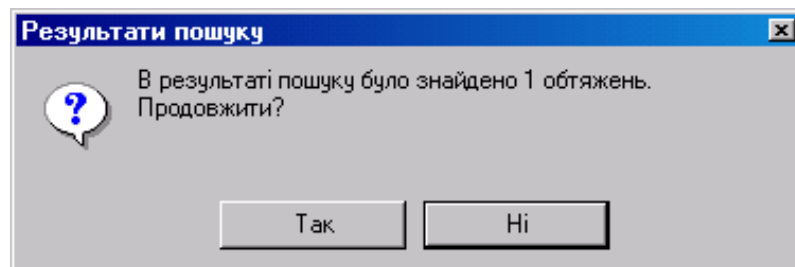 Результати пошуку
В результаті пошуку було знайдено 1 обтяжень.
Продовжити?
Так
Ні